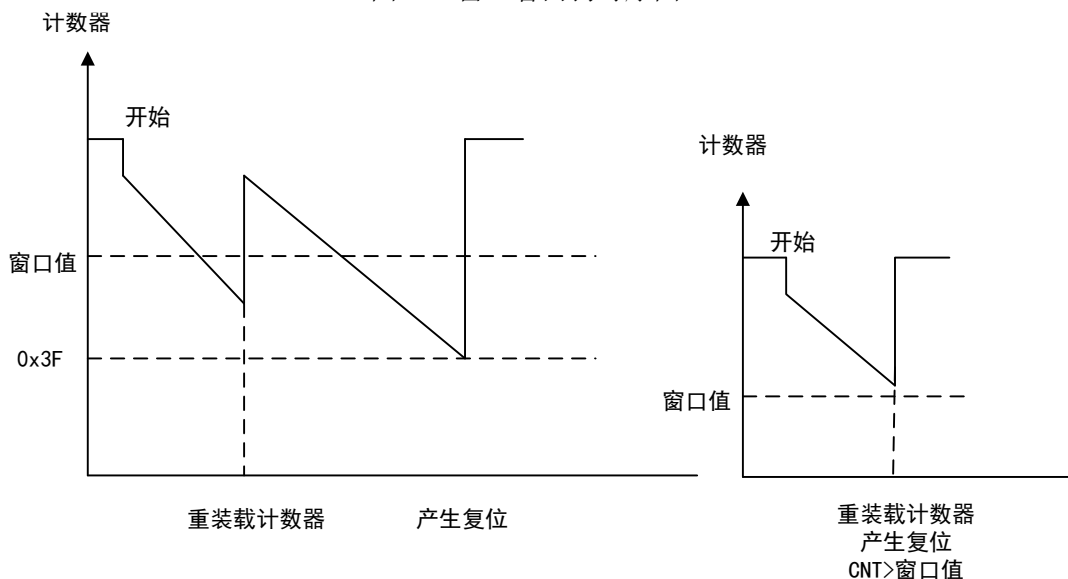 计数器
开始
窗口值
0x3F
重装载计数器
产生复位
计数器
开始
窗口值
重装载计数器
产生复位
CNT>窗口值